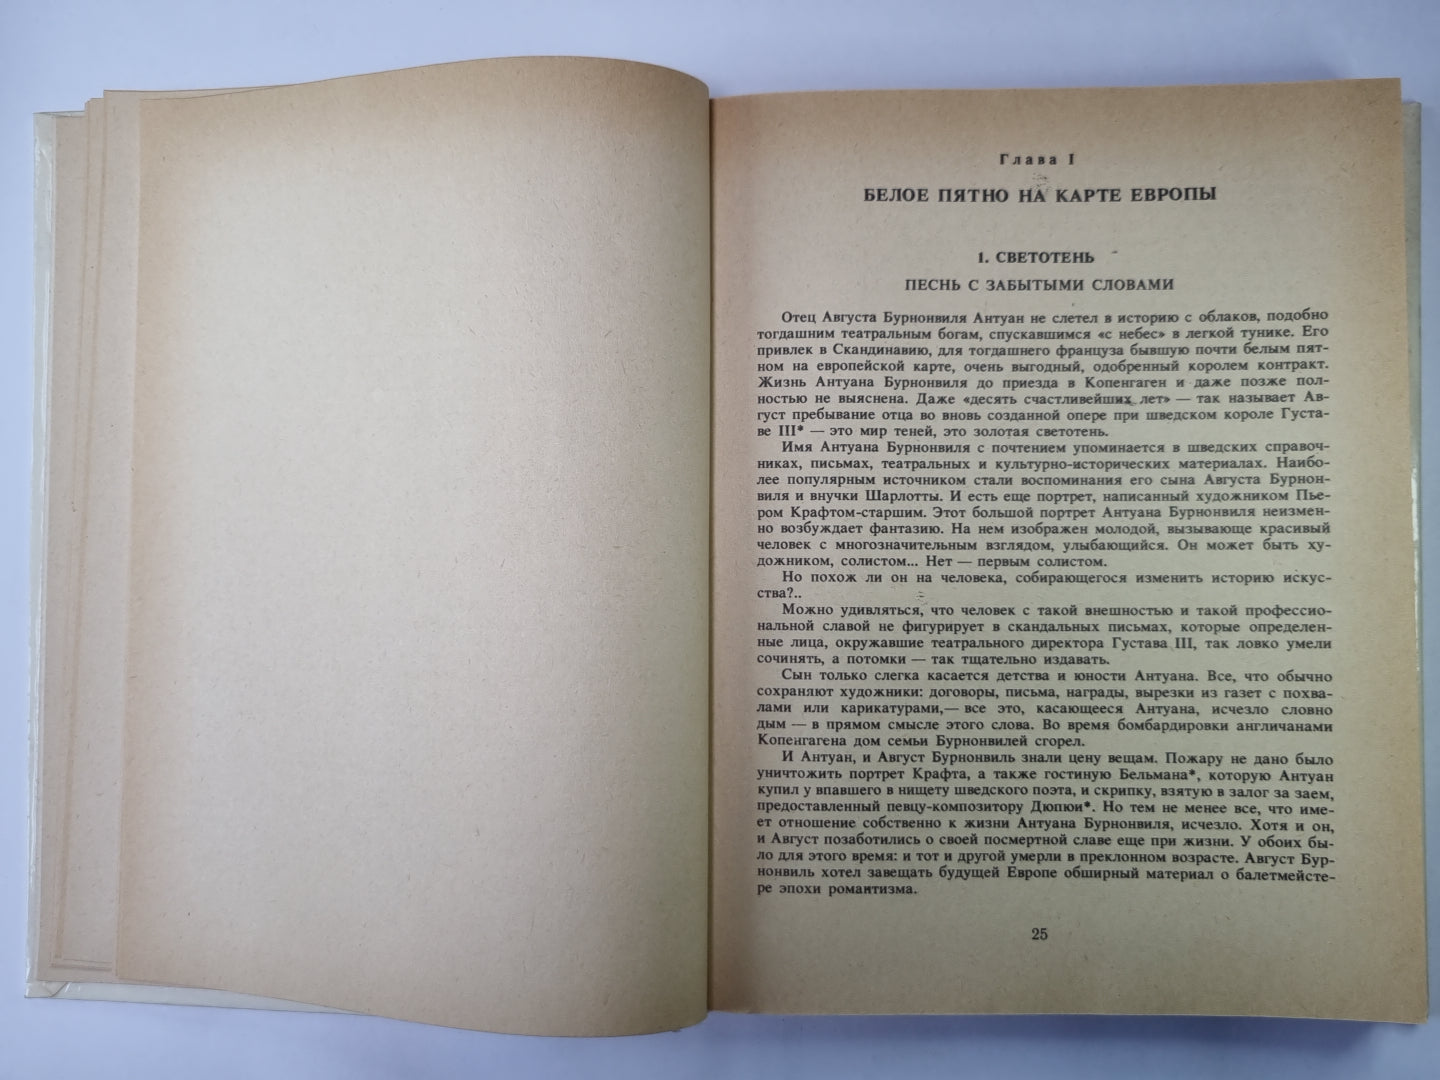 Глава I
БЕЛОЕ ПЯТНО НА КАРТЕ ЕВРОПЫ
1. СВЕТОТЕНЬ
ПЕСНЬ С ЗАБЫТЫМИ СЛОВАМИ
Отец Августа Бурнонвиля Антуан не слетел в историю с облаков, подобно
тогдашним театральным богам, спускавшимся «с небес» в легкой тунике. Его
привлек в Скандинавию, для тогдашнего француза бывшую почти белым пят-
ном на европейской карте, очень выгодный, одобренный королем контракт.
Жизнь Антуана Бурнонвиля до приезда в Копенгаген и даже позже пол-
ностью не выяснена. Даже «десять счастливейших лет» — так называет Ав-
густ пребывание отца во вновь созданной опере при шведском короле Густа-
ве III* — это мир теней, это золотая светотень.
Имя Антуана Бурнонвиля с почтением упоминается в шведских справоч-
никах, письмах, театральных и культурно-исторических материалах. Наибо-
лее популярным источником стали воспоминания его сына Августа Бурнон-
виля и внучки Шарлотты. И есть еще портрет, написанный художником Пье-
ром Крафтом-старшим. Этот большой портрет Антуана Бурнонвиля неизмен-
но возбуждает фантазию. На нем изображен молодой, вызывающе красивый
человек с многозначительным взглядом, улыбающийся. Он может быть ху-
дожником, солистом... Нет — первым солистом.
Но похож ли он на человека, собирающегося изменить историю искус-
ства?..
Можно удивляться, что человек с такой внешностью и такой профессио-
нальной славой не фигурирует в скандальных письмах, которые определен-
ные лица, окружавшие театрального директора Густава III, так ловко умели
сочинять, а потомки — так тщательно издавать.
Сын только слегка касается детства и юности Антуана. Все, что обычно
сохраняют художники: договоры, письма, награды, вырезки из газет с похва-
лами или карикатурами,— все это, касающееся Антуана, исчезло словно
дым — в прямом смысле этого слова. Во время бомбардировки англичанами
Копенгагена дом семьи Бурнонвилей сгорел.
И Антуан, и Август Бурнонвиль знали цену вещам. Пожару не дано было
уничтожить портрет Крафта, а также гостиную Бельмана*, которую Антуан
купил у впавшего в нищету шведского поэта, и скрипку, взятую в залог за заем,
предоставленный певцу-композитору Дюпюи*. Но тем не менее все, что име-
ет отношение собственно к жизни Антуана Бурнонвиля, исчезло. Хотя и он,
и Август позаботились о своей посмертной славе еще при жизни. У обоих бы-
ло для этого время: и тот и другой умерли в преклонном возрасте. Август Бур-
нонвиль хотел завещать будущей Европе обширный материал о балетмейсте-
ре эпохи романтизма.
25